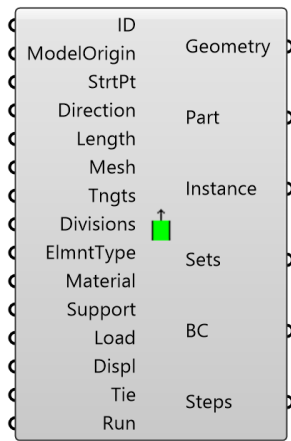 ID
ModelOrigin
StrtPt
Direction
Length
Mesh
Tngts
Divisions
ElmntType
Material
Support
Load
Displ
Tie
Run
Geometry
Part
Instance
Sets
BC
Steps